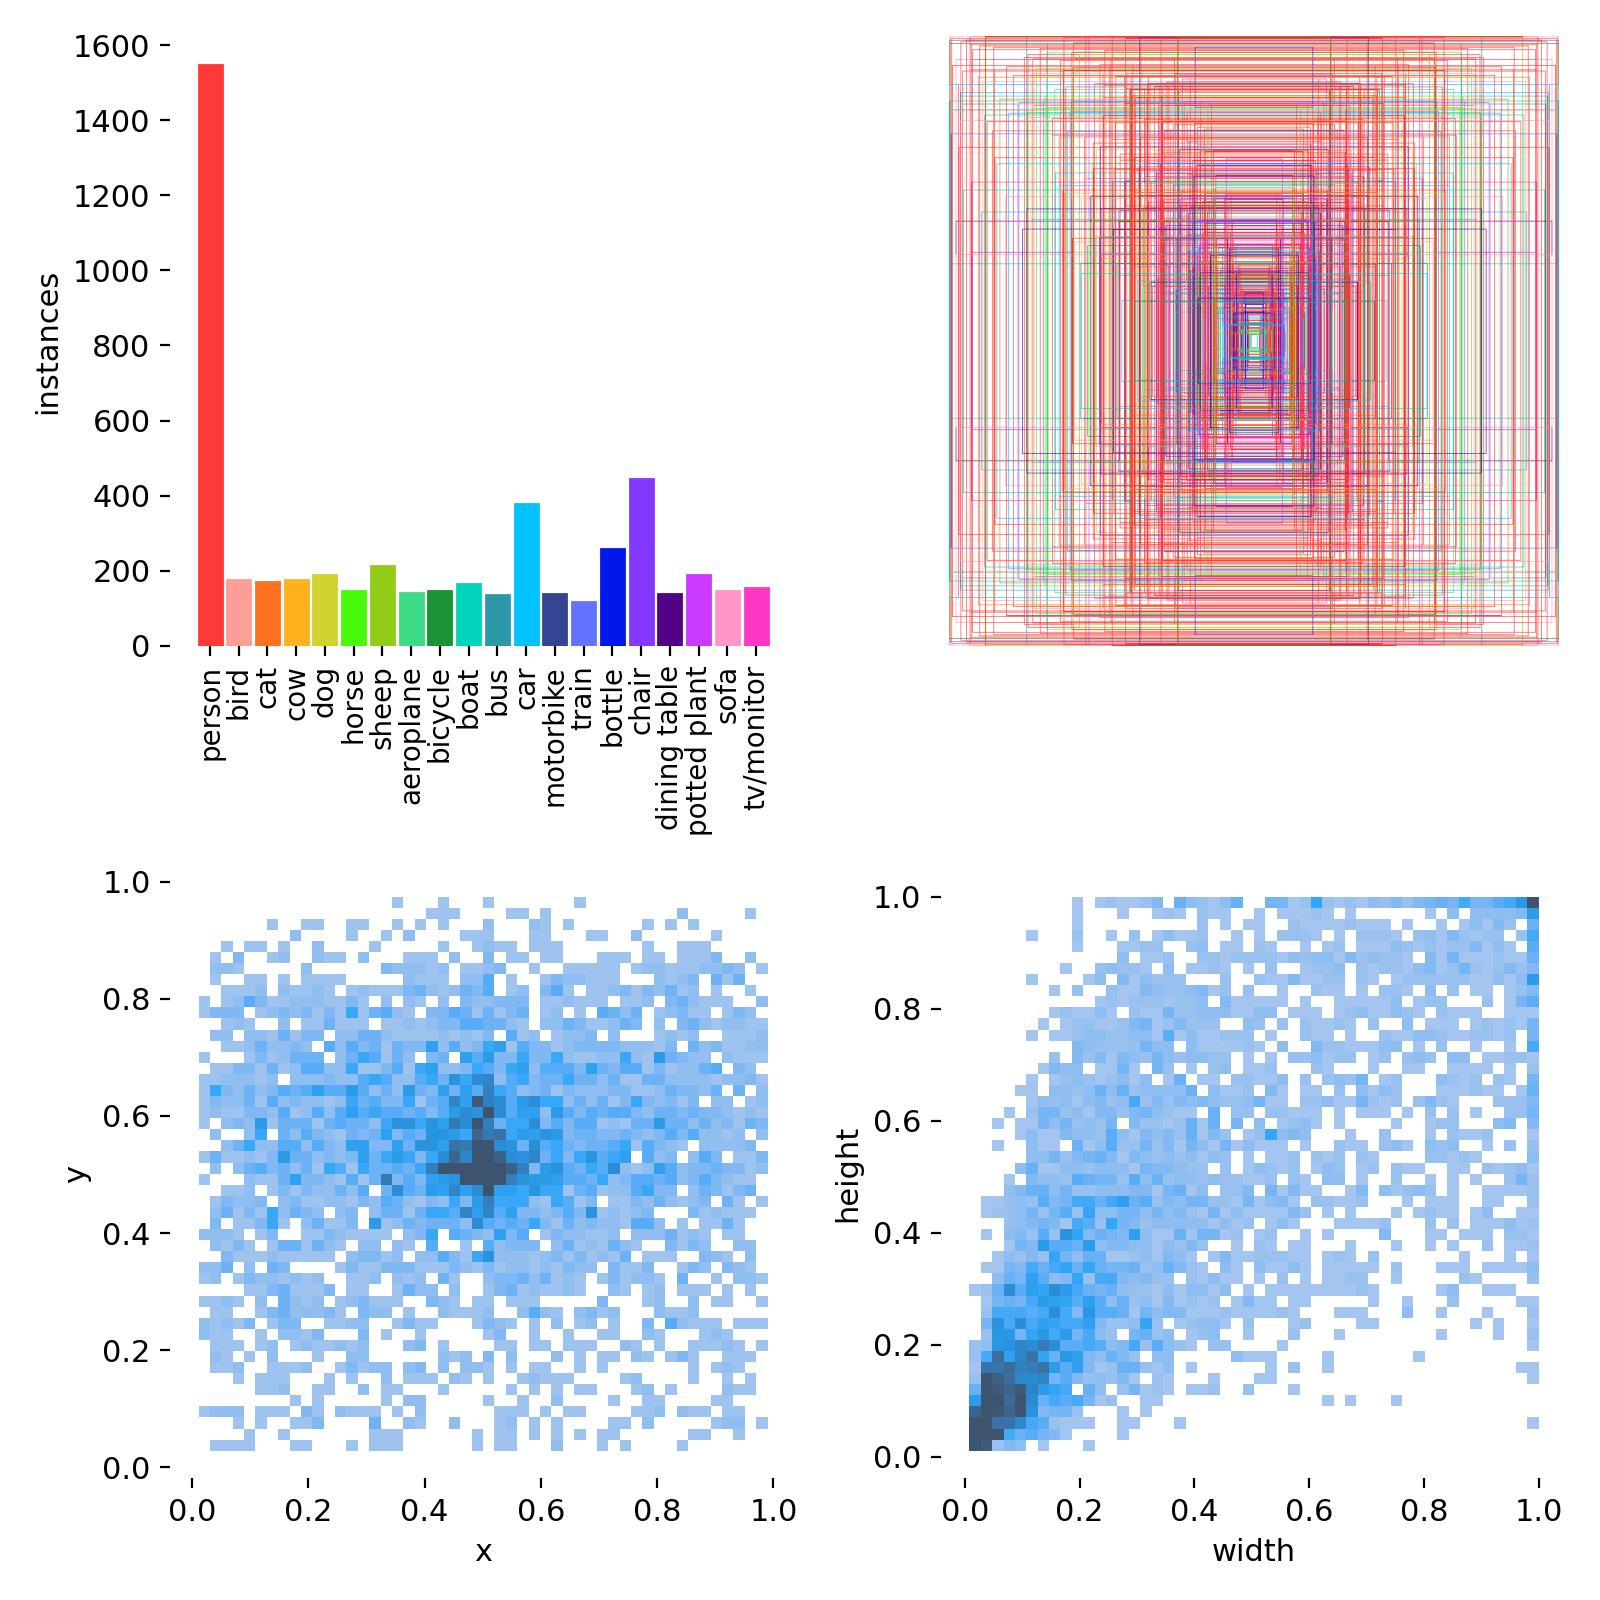 1600
1400
1200
1000
800
600
400
200
0
instances
person
bird
cat
cow
dog
horse
sheep
aeroplane
bicycle
boat
bus
car
motorbike
train
bottle
chair
dining table
potted plant
sofa
tv/monitor
1.0
0.8
0.6
0.4
0.2
0.0
y
0.0 0.2 0.4 0.6 0.8 1.0
x
1.0
0.8
0.6
0.4
0.2
0.0
height
0.0 0.2 0.4 0.6 0.8 1.0
width